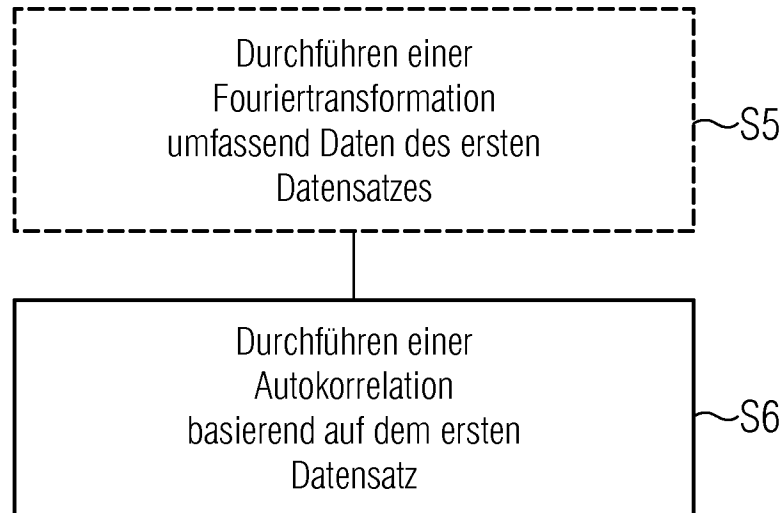 Durchführen einer
Fouriertransformation
umfassend Daten des ersten
Datensatzes
S5
Durchführen einer
Autokorrelation
basierend auf dem ersten
Datensatz
S6